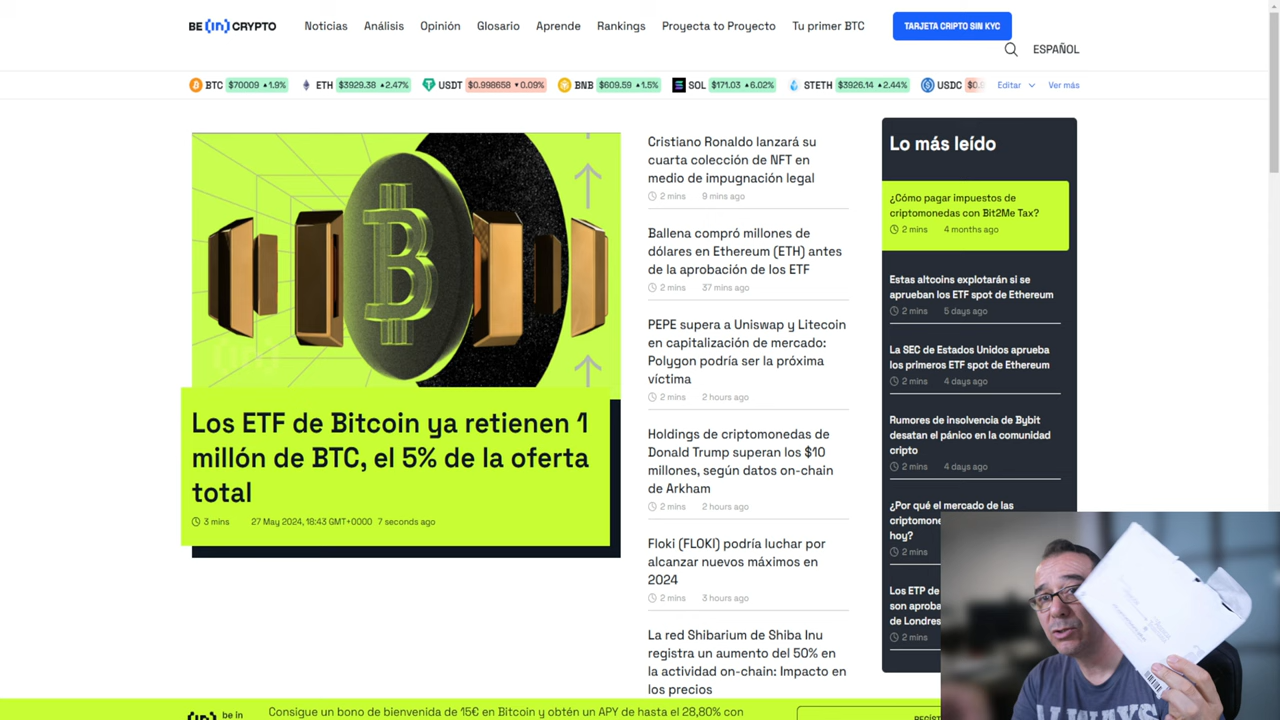 BE [in] CRYPTO
Noticias
Análisis
Opinión
Glosario
Aprende
Rankings
Proyecta to Proyecto
Tu primer BTC
TARJETA CRIPTO SIN KYC
ESPAÑOL
BTC $70009 ▲1.9%
ETH $3929.38 ▲2.47%
USDT $0.998658 ▼0.09%
BNB $609.59 ▲1.5%
SOL $171.03 ▲6.02%
STETH $3926.14 ▲2.44%
USDC $0.9
Editar
Ver más
Los ETF de Bitcoin ya retienen 1
millón de BTC, el 5% de la oferta
total
3 mins 27 May 2024, 18:43 GMT+0000 7 seconds ago
Cristiano Ronaldo lanzará su
cuarta colección de NFT en
medio de impugnación legal
2 mins 9 mins ago
Ballena compró millones de
dólares en Ethereum (ETH) antes
de la aprobación de los ETF
2 mins 37 mins ago
PEPE supera a Uniswap y Litecoin
en capitalización de mercado:
Polygon podría ser la próxima
víctima
2 mins 2 hours ago
Holdings de criptomonedas de
Donald Trump superan los $10
millones, según datos on-chain
de Arkham
2 mins 2 hours ago
Floki (FLOKI) podría luchar por
alcanzar nuevos máximos en
2024
2 mins 3 hours ago
La red Shibarium de Shiba Inu
registra un aumento del 50% en
la actividad on-chain: Impacto en
los precios
Lo más leído
¿Cómo pagar impuestos de
criptomonedas con Bit2Me Tax?
2 mins 4 months ago
Estas altcoins explotarán si se
aprueban los ETF spot de Ethereum
2 mins 5 days ago
La SEC de Estados Unidos aprueba
los primeros ETF spot de Ethereum
2 mins 4 days ago
Rumores de insolvencia de Bybit
desatan el pánico en la comunidad
cripto
2 mins 4 days ago
¿Por qué el mercado de las
criptomone
hoy?
2 mins
Los ETP de
son aproba
de Londres
2 mins
be in
Consigue un bono de bienvenida de 15€ en Bitcoin y obtén un APY de hasta el 28,80% con